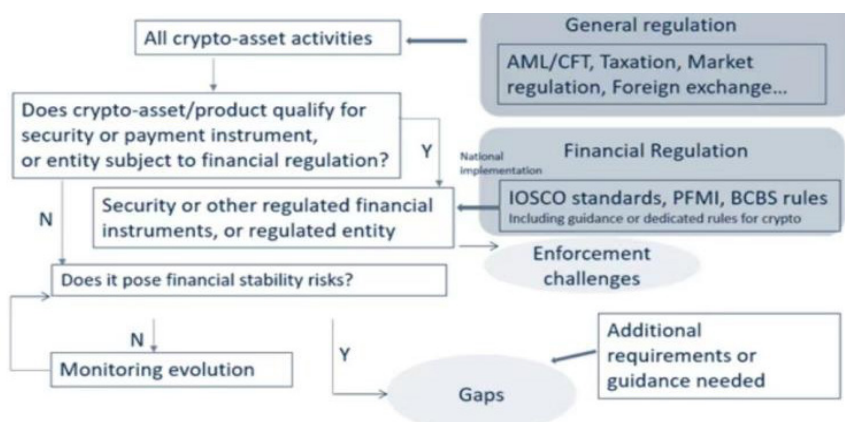 General regulation
All crypto-asset activities
AML/CFT, Taxation, Market
regulation, Foreign exchange...
Does crypto-asset/product qualify for
security or payment instrument,
or entity subject to financial regulation?
Y
National
implementation
Financial Regulation
IOSCO standards, PFMI, BCBS rules
Including guidance or dedicated rules for crypto
N
Security or other regulated financial
instruments, or regulated entity
Enforcement
challenges
Does it pose financial stability risks?
N
Monitoring evolution
Y
Gaps
Additional
requirements or
guidance needed